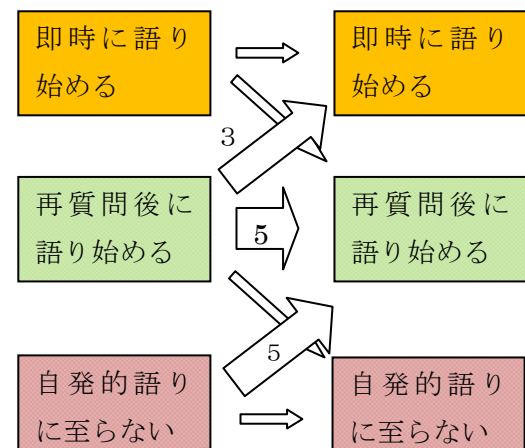 即時に語り
始める
即時に語り
始める
3
再質問後に
語り始める
5
再質問後に
語り始める
5
自発的語り
に至らない
自発的語り
に至らない